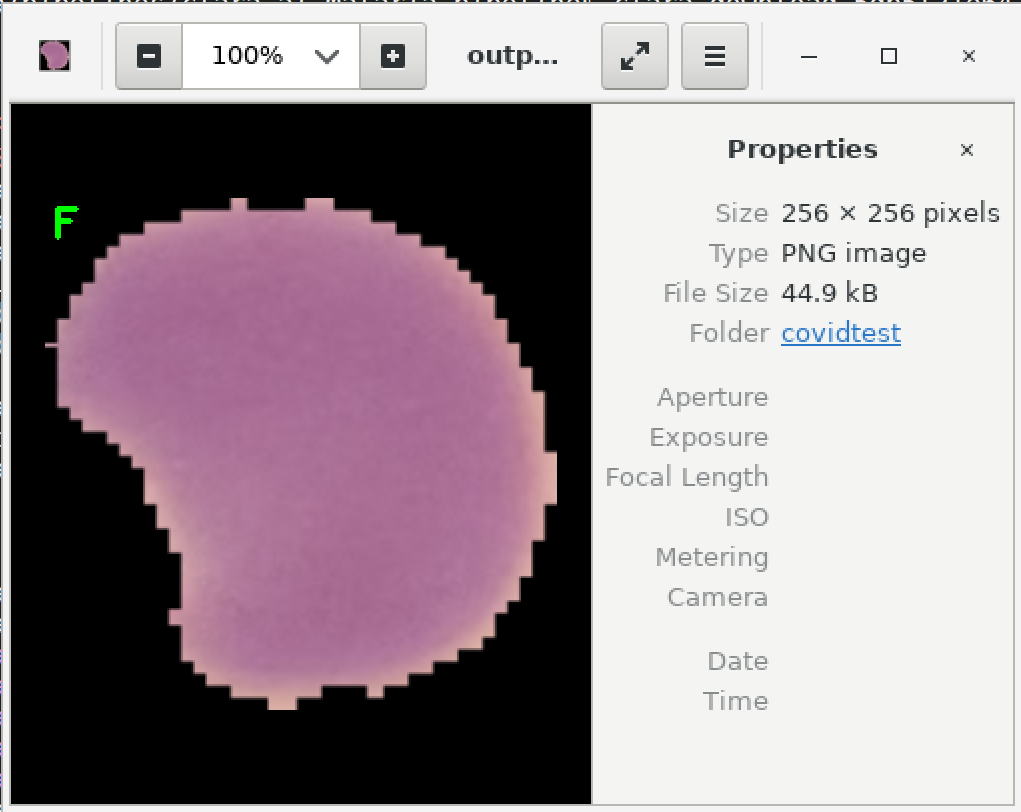 100%
outp...
F
Properties
Size 256 × 256 pixels
Type PNG image
File Size 44.9 kB
Folder covidtest
Aperture
Exposure
Focal Length
ISO
Metering
Camera
Date
Time